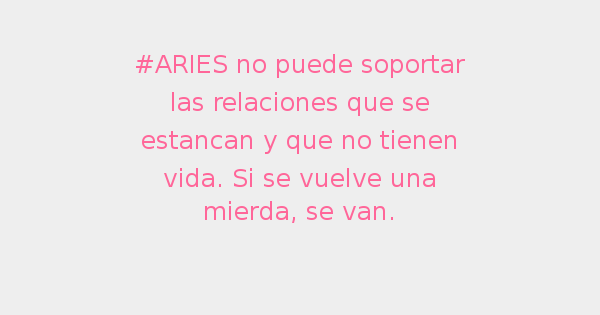 #ARIES no puede soportar
las relaciones que se
estancan y que no tienen
vida. Si se vuelve una
mierda, se van.